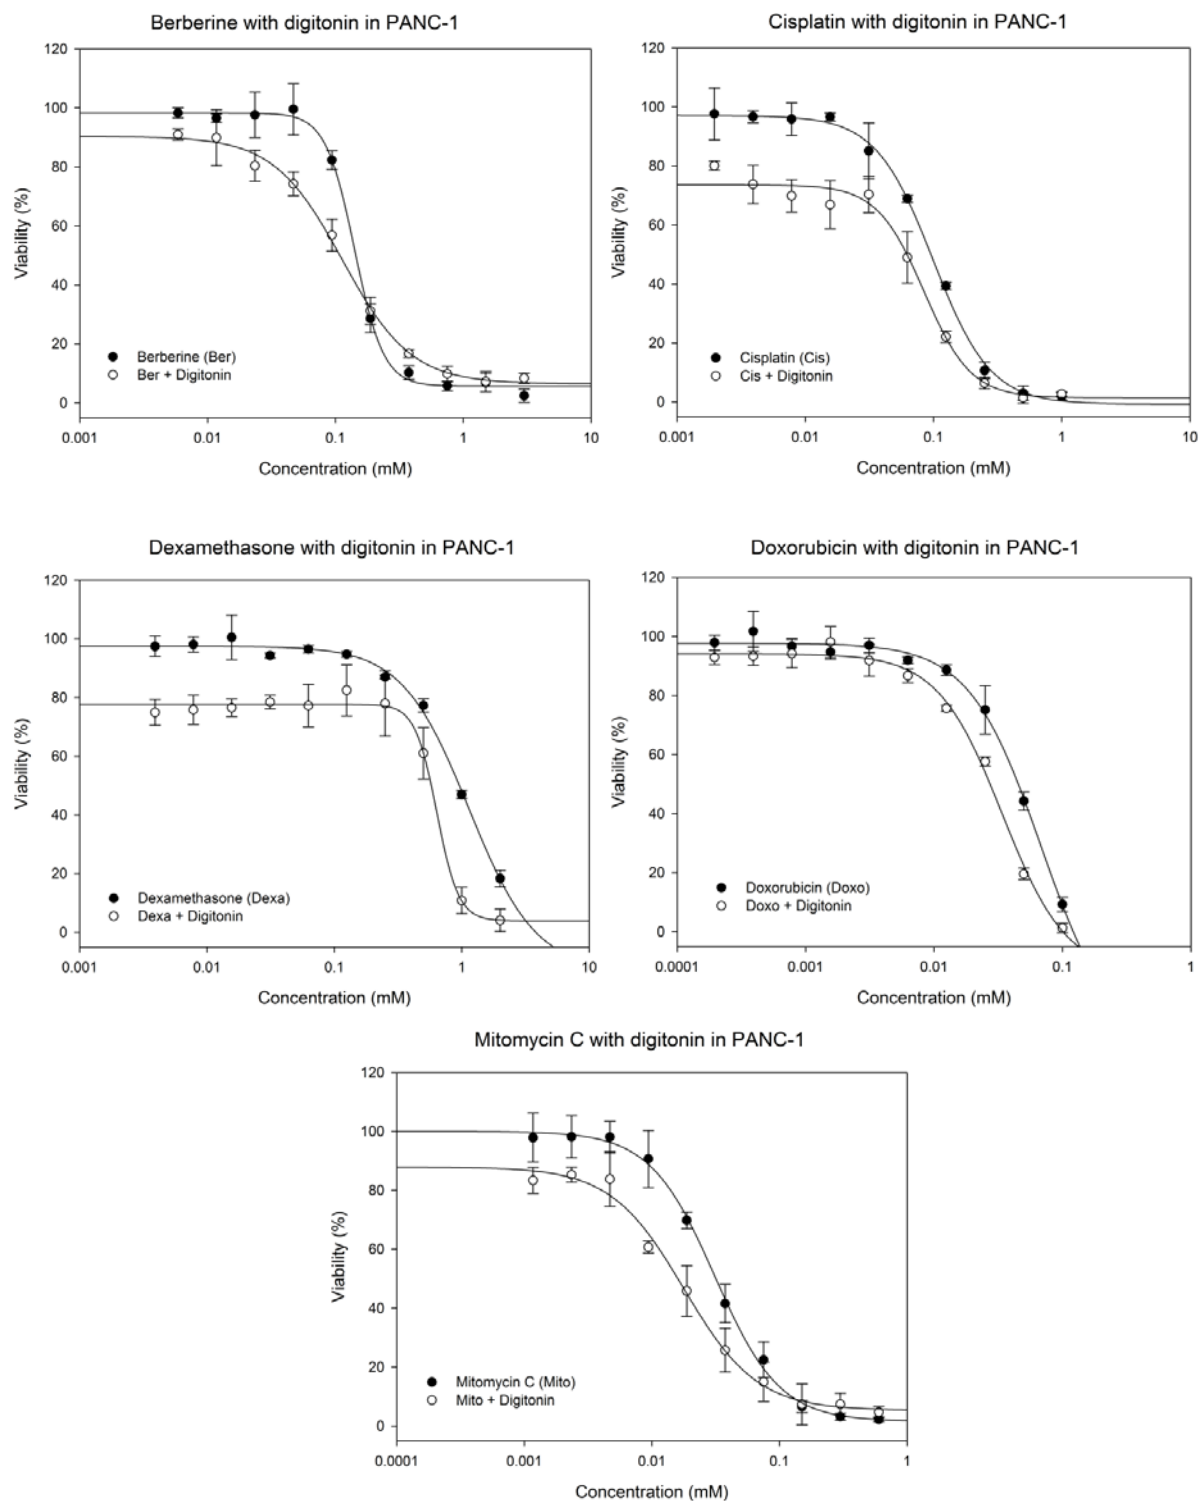 Berberine with digitonin in PANC-1
120
100
80
60
40
20
0
Viability (%)
Berberine (Ber)
Ber + Digitonin
0.001 0.01 0.1 1 10
Concentration (mM)
Cisplatin with digitonin in PANC-1
120
100
80
60
40
20
0
Viability (%)
Cisplatin (Cis)
Cis + Digitonin
0.001 0.01 0.1 1 10
Concentration (mM)
Dexamethasone with digitonin in PANC-1
120
100
80
60
40
20
0
Viability (%)
Dexamethasone (Dexa)
Dexa + Digitonin
0.001 0.01 0.1 1 10
Concentration (mM)
Doxorubicin with digitonin in PANC-1
120
100
80
60
40
20
0
Viability (%)
Doxorubicin (Doxo)
Doxo + Digitonin
0.0001 0.001 0.01 0.1 1
Concentration (mM)
Mitomycin C with digitonin in PANC-1
120
100
80
60
40
20
0
Viability (%)
Mitomycin C (Mito)
Mito + Digitonin
0.0001 0.001 0.01 0.1 1
Concentration (mM)